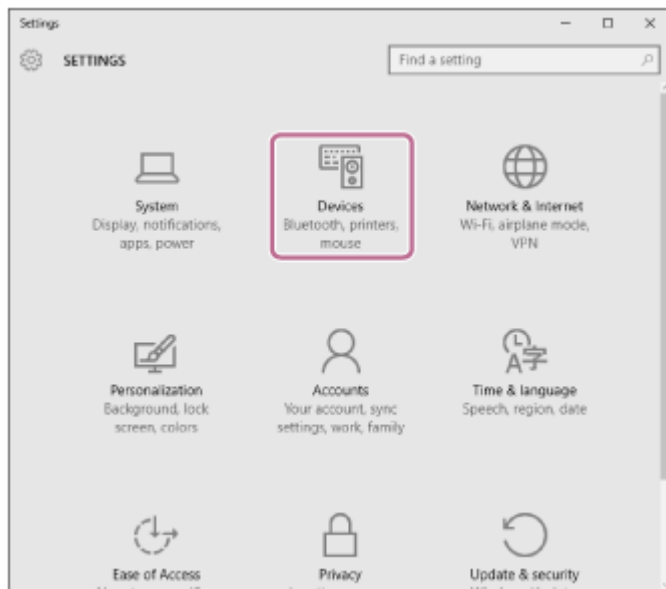 Settings
SETTINGS
Find a setting
System
Display, notifications,
apps, power
Devices
Bluetooth, printers,
mouse
Network & Internet
Wi-Fi, airplane mode,
VPN
Personalization
Background, lock
screen, colors
Accounts
Your account, sync
settings, work, family
Time & language
Speech, region, date
Ease of Access
Privacy
Update & security